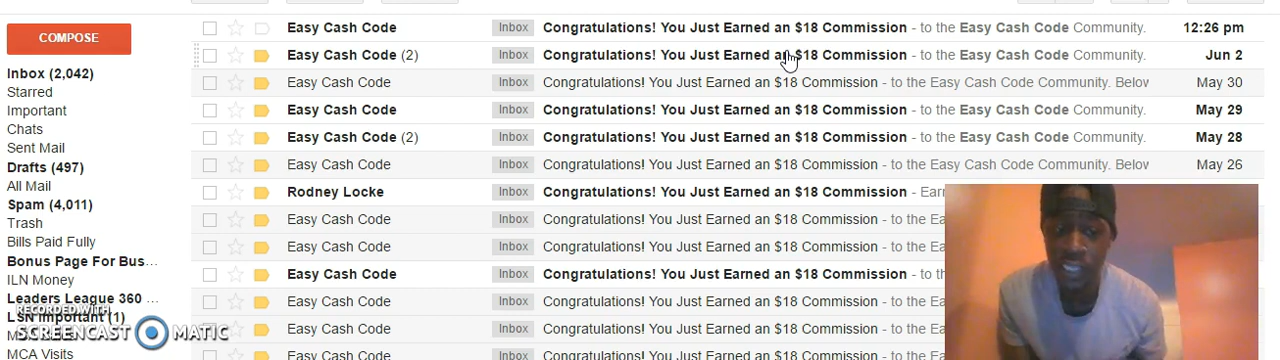 COMPOSE
Inbox (2,042)
Starred
Important
Chats
Sent Mail
Drafts (497)
All Mail
Spam (4,011)
Trash
Bills Paid Fully
Bonus Page For Bus...
ILN Money
Leaders League 360 ...
LSN Important (1)
MCA Visits
RECORDED WITH
SCREENCAST MATIC
Easy Cash Code Inbox Congratulations! You Just Earned an $18 Commission - to the Easy Cash Code Community. 12:26 pm
Easy Cash Code (2) Inbox Congratulations! You Just Earned an $18 Commission - to the Easy Cash Code Community. Jun 2
Easy Cash Code Inbox Congratulations! You Just Earned an $18 Commission - to the Easy Cash Code Community. Below May 30
Easy Cash Code Inbox Congratulations! You Just Earned an $18 Commission - to the Easy Cash Code Community. May 29
Easy Cash Code (2) Inbox Congratulations! You Just Earned an $18 Commission - to the Easy Cash Code Community. May 28
Easy Cash Code Inbox Congratulations! You Just Earned an $18 Commission - to the Easy Cash Code Community. Below May 26
Rodney Locke Inbox Congratulations! You Just Earned an $18 Commission - Earn
Easy Cash Code Inbox Congratulations! You Just Earned an $18 Commission - to the Ea
Easy Cash Code Inbox Congratulations! You Just Earned an $18 Commission - to the Ea
Easy Cash Code Inbox Congratulations! You Just Earned an $18 Commission - to the E
Easy Cash Code Inbox Congratulations! You Just Earned an $18 Commission - to the Ea
Easy Cash Code Inbox Congratulations! You Just Earned an $18 Commission - to the Ea
Easy Cash Code Inbox Congratulations! You Just Earned an $18 Commission - to the Ea